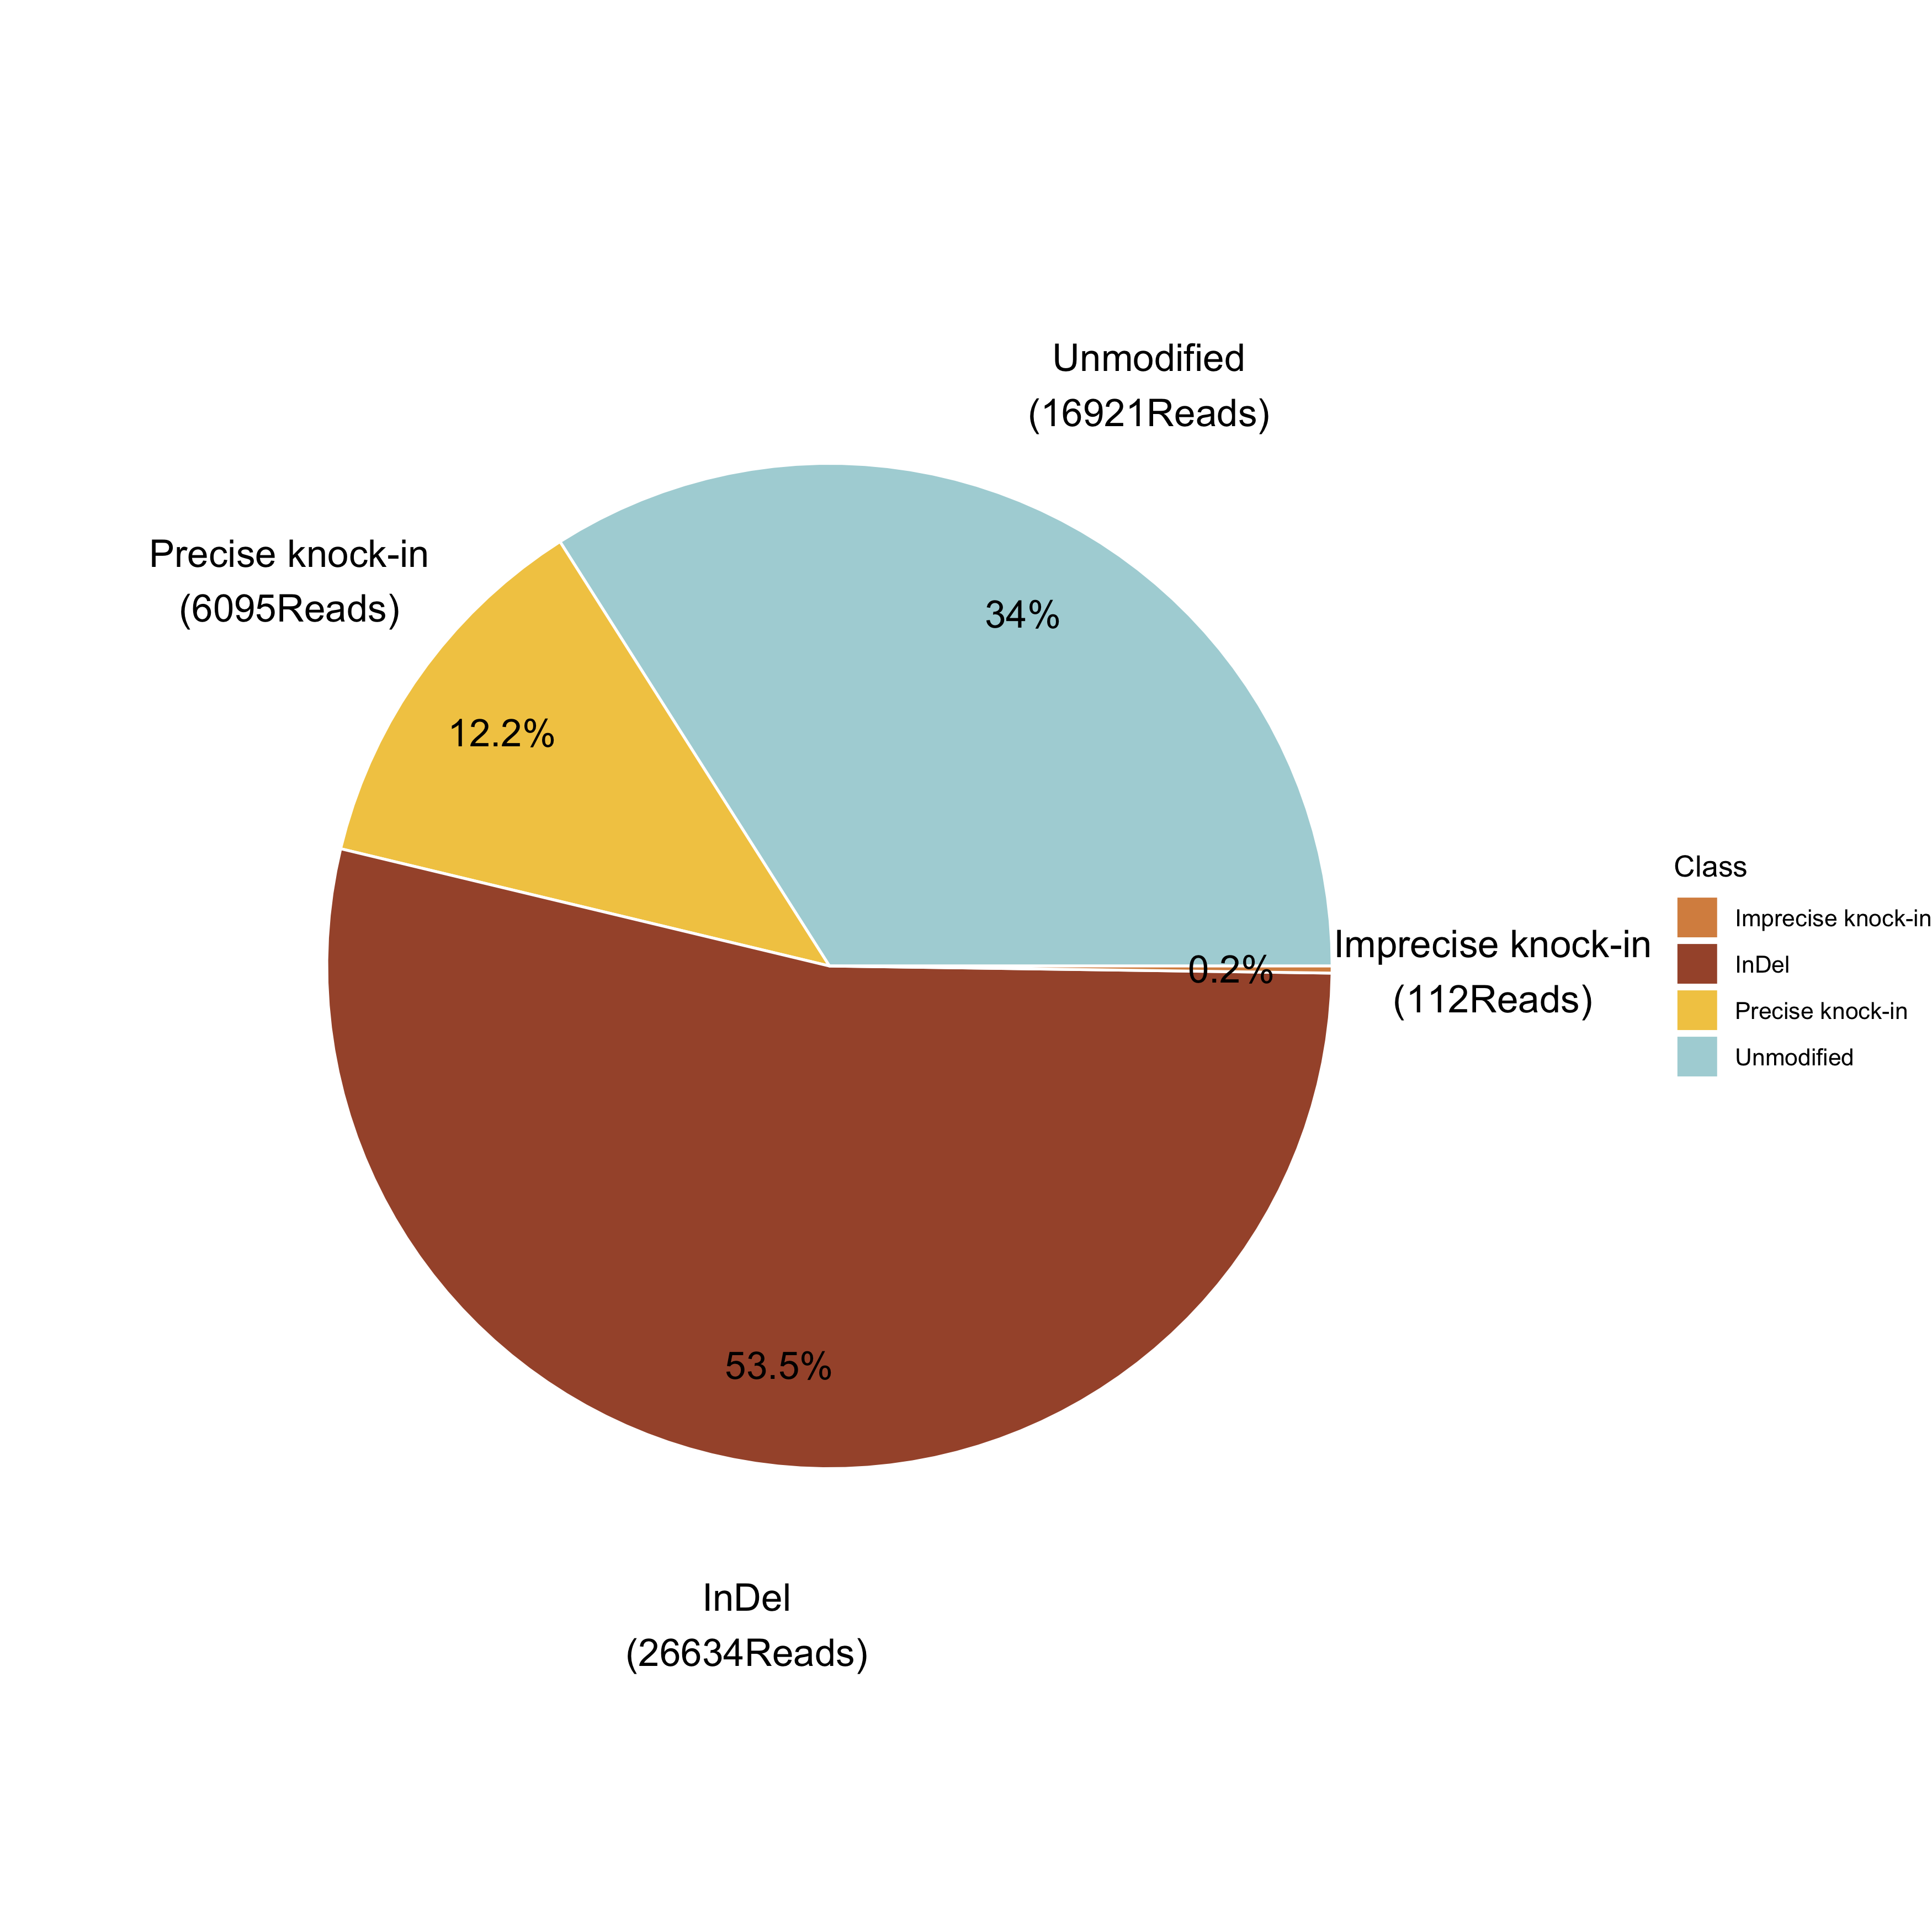 Unmodified
(16921Reads)
Precise knock-in
(6095Reads)
34%
12.2%
Imprecise knock-in
(112Reads)
0.2%
53.5%
InDel
(26634Reads)
Class
Imprecise knock-in
InDel
Precise knock-in
Unmodified